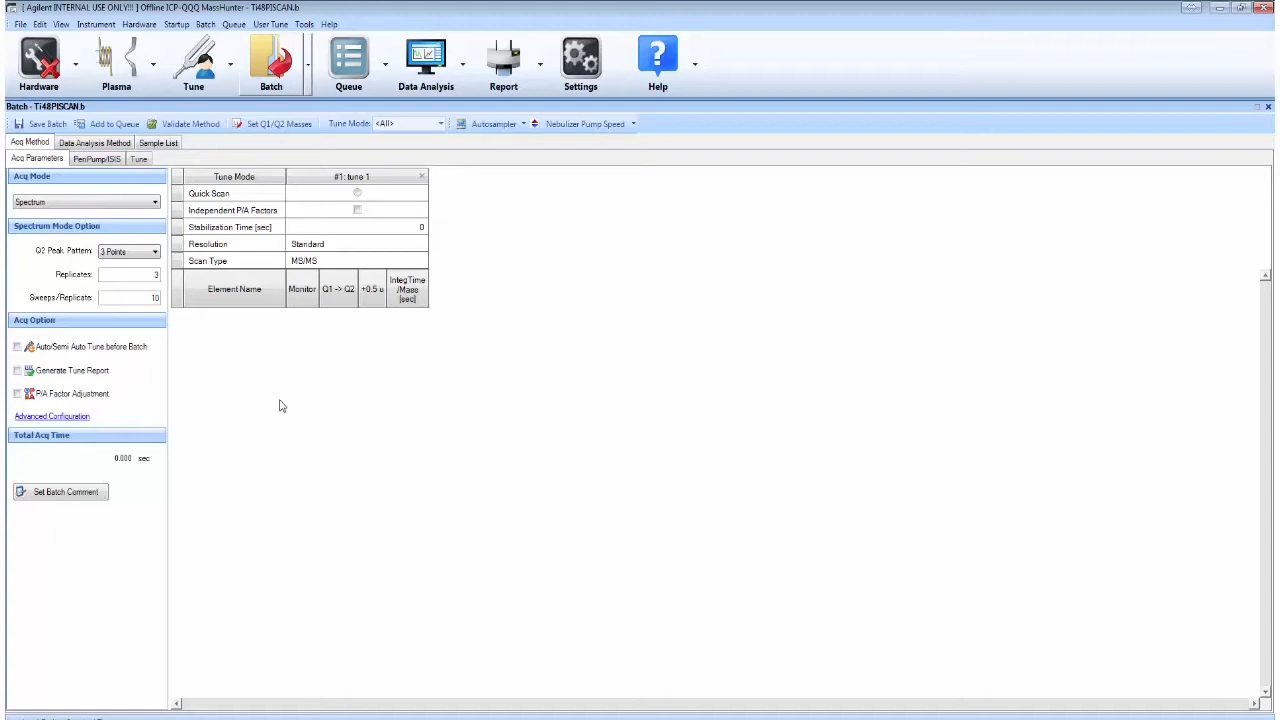 [ Agilent INTERNAL USE ONLY!!! ] Offline ICP-QQQ MassHunter - Ti48PISCAN.b
File Edit View Instrument Hardware Startup Batch Queue User Tune Tools Help
Hardware Plasma Tune Batch Queue Data Analysis Report Settings Help
Batch - Ti48PISCAN.b
Save Batch Add to Queue Validate Method Set Q1/Q2 Masses Tune Mode: <All> Autosampler Nebulizer Pump Speed
Acq Method Data Analysis Method Sample List
Acq Parameters PeriPump/ISIS Tune
Acq Mode
Spectrum
Spectrum Mode Option
Q2 Peak Pattern: 3 Points
Replicates: 3
Sweeps/Replicate: 10
Acq Option
Auto/Semi Auto Tune before Batch
Generate Tune Report
P/A Factor Adjustment
Advanced Configuration
Total Acq Time
0.000 sec
Set Batch Comment
Tune Mode #1: tune 1
Quick Scan
Independent P/A Factors
Stabilization Time [sec] 0
Resolution Standard
Scan Type MS/MS
Element Name Monitor Q1 -> Q2 +0.5 u IntegTime
/Mass
[sec]